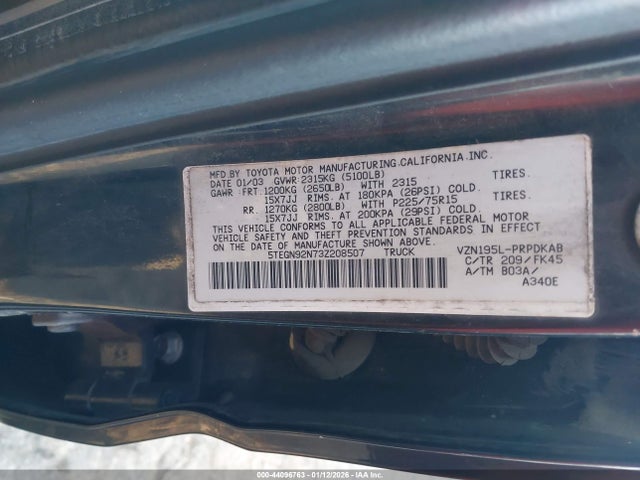 MFD.BY TOYOTA MOTOR MANUFACTURING.CALIFORNIA.INC.
DATE 01/03 GVWR:2315KG (5100LB)
GAWR:FRT.1200KG (2650LB) WITH 2315 TIRES.
15X7JJ RIMS. AT 180KPA (26PSI) COLD.
RR. 1270KG (2800LB) WITH P225/75R15 TIRES.
15X7JJ RIMS. AT 200KPA (29PSI) COLD.
THIS VEHICLE CONFORMS TO ALL APPLICABLE FEDERAL MOTOR
VEHICLE SAFETY AND THEFT PREVENTION STANDARDS IN EFFECT
ON THE DATE OF MANUFACTURE SHOWN ABOVE.
5TEGN92N73Z208507 TRUCK
VZN195L-PRPDKAB
C/TR 209/FK45
A/TM B03A/
A340E
000-44096763 - 01/12/2026 - IAAI